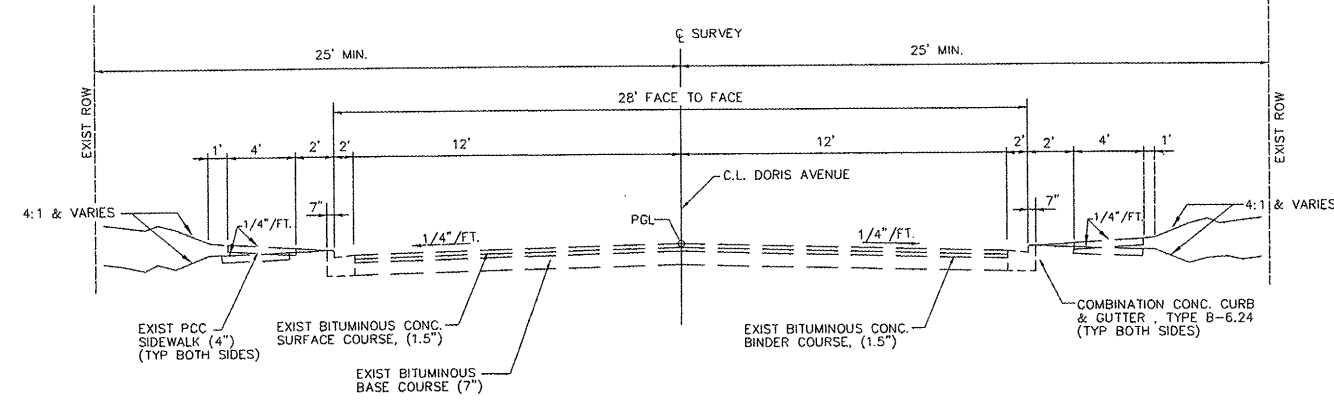 ℄ SURVEY
25' MIN.
25' MIN.
28' FACE TO FACE
EXIST ROW
EXIST ROW
1'
4'
2'
2'
12'
12'
2'
2'
4'
1'
C.L. DORIS AVENUE
7"
7"
4:1 & VARIES
4:1 & VARIES
1/4"/FT.
1/4"/FT.
PGL
1/4"/FT.
1/4"/FT.
EXIST PCC
SIDEWALK (4")
(TYP BOTH SIDES)
EXIST BITUMINOUS CONC.
SURFACE COURSE, (1.5")
EXIST BITUMINOUS
BASE COURSE (7")
EXIST BITUMINOUS CONC.
BINDER COURSE, (1.5")
COMBINATION CONC. CURB
& GUTTER , TYPE B-6.24
(TYP BOTH SIDES)